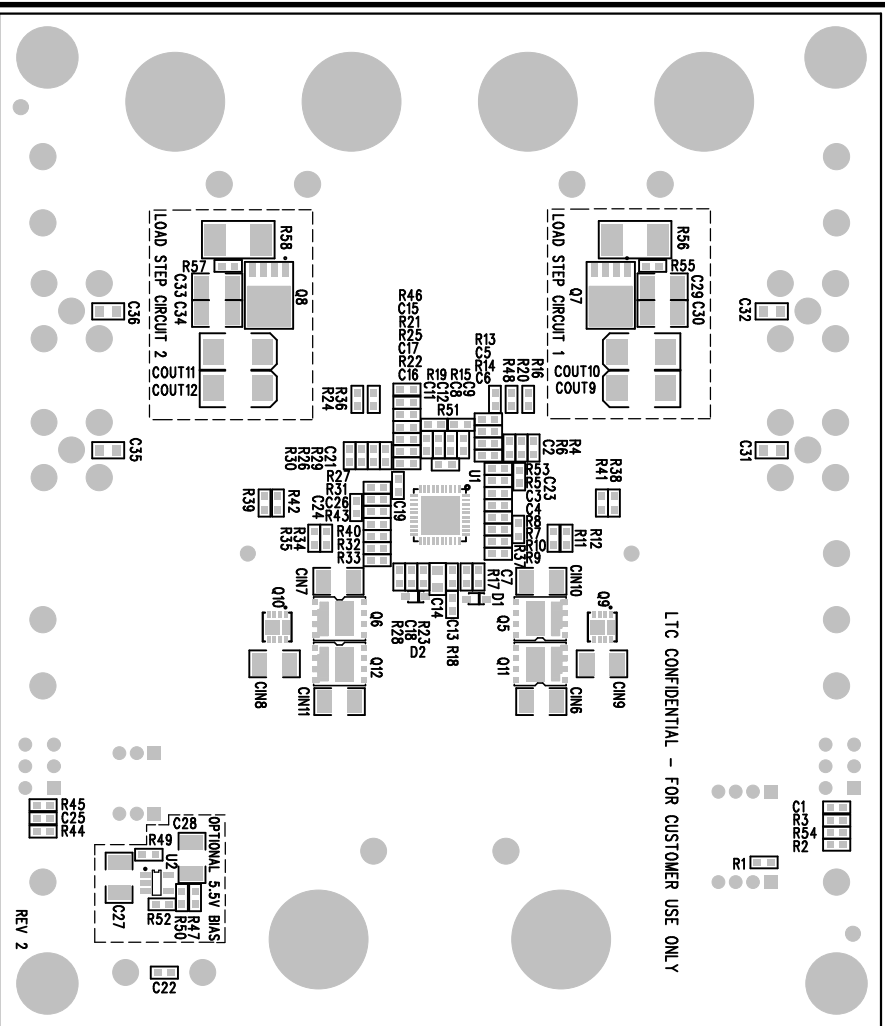 R58
R57
C33
C34
Q8
LOAD STEP CIRCUIT 2
COUT11
COUT12
C36
C35
R56
R55
C29
C30
Q7
LOAD STEP CIRCUIT 1
COUT10
COUT9
C32
C31
R46
C15
R21
R25
C17
R22
C16
R19
C11
C12
R15
C8
C9
R51
R13
C5
R14
C6
R48
R20
R16
R24
R36
R30
R26
R29
C21
R27
R31
C26
C24
R43
C19
U1
R53
R5
C23
C3
C4
R8
R7
R10
R9
R37
C2
R6
R4
R41
R38
R39
R42
R35
R34
R40
R32
R33
R11
R12
CIN7
Q10
Q6
Q12
CIN8
CIN11
R28
C18
R23
D2
C14
C13
R18
R17
C7
D1
CIN10
Q9
Q5
Q11
CIN6
CIN9
LTC CONFIDENTIAL - FOR CUSTOMER USE ONLY
R45
C25
R44
C28
R49
U2
OPTIONAL 5.5V BIAS
C27
R52
R50
R47
C22
REV 2
C1
R3
R54
R2
R1